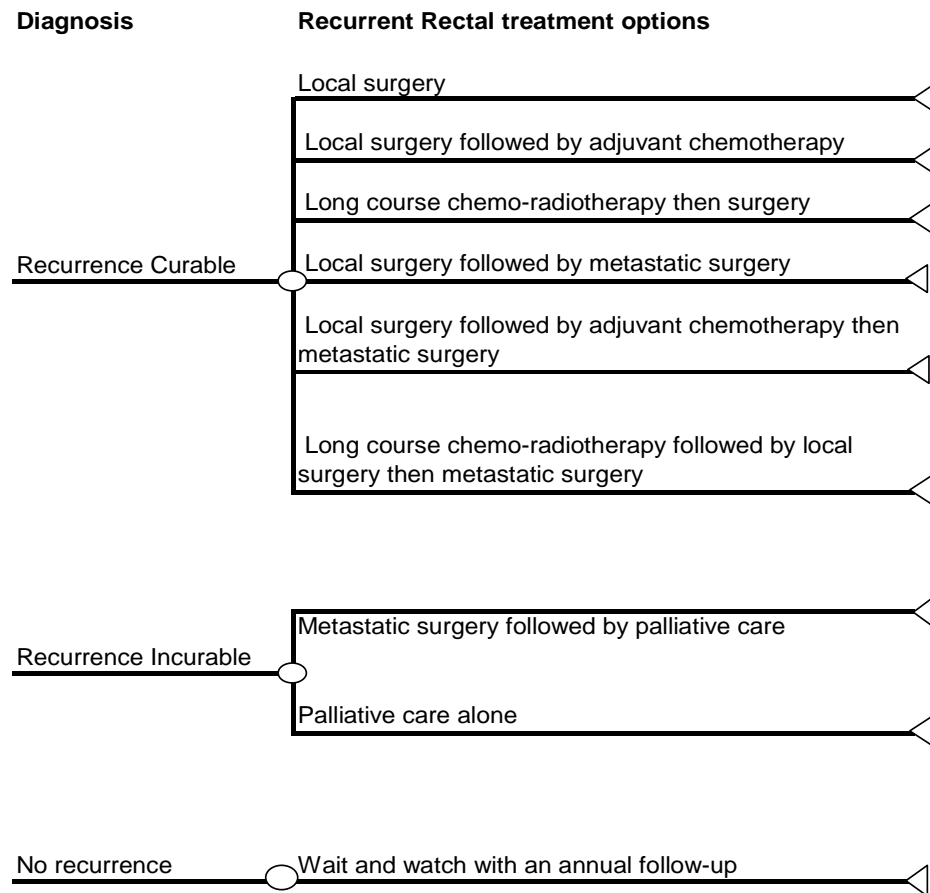 Diagnosis
Recurrent Rectal treatment options
Local surgery
Local surgery followed by adjuvant chemotherapy
Long course chemo-radiotherapy then surgery
Recurrence Curable
Local surgery followed by metastatic surgery
Local surgery followed by adjuvant chemotherapy then
metastatic surgery
Long course chemo-radiotherapy followed by local
surgery then metastatic surgery
Metastatic surgery followed by palliative care
Recurrence Incurable
Palliative care alone
No recurrence
Wait and watch with an annual follow-up